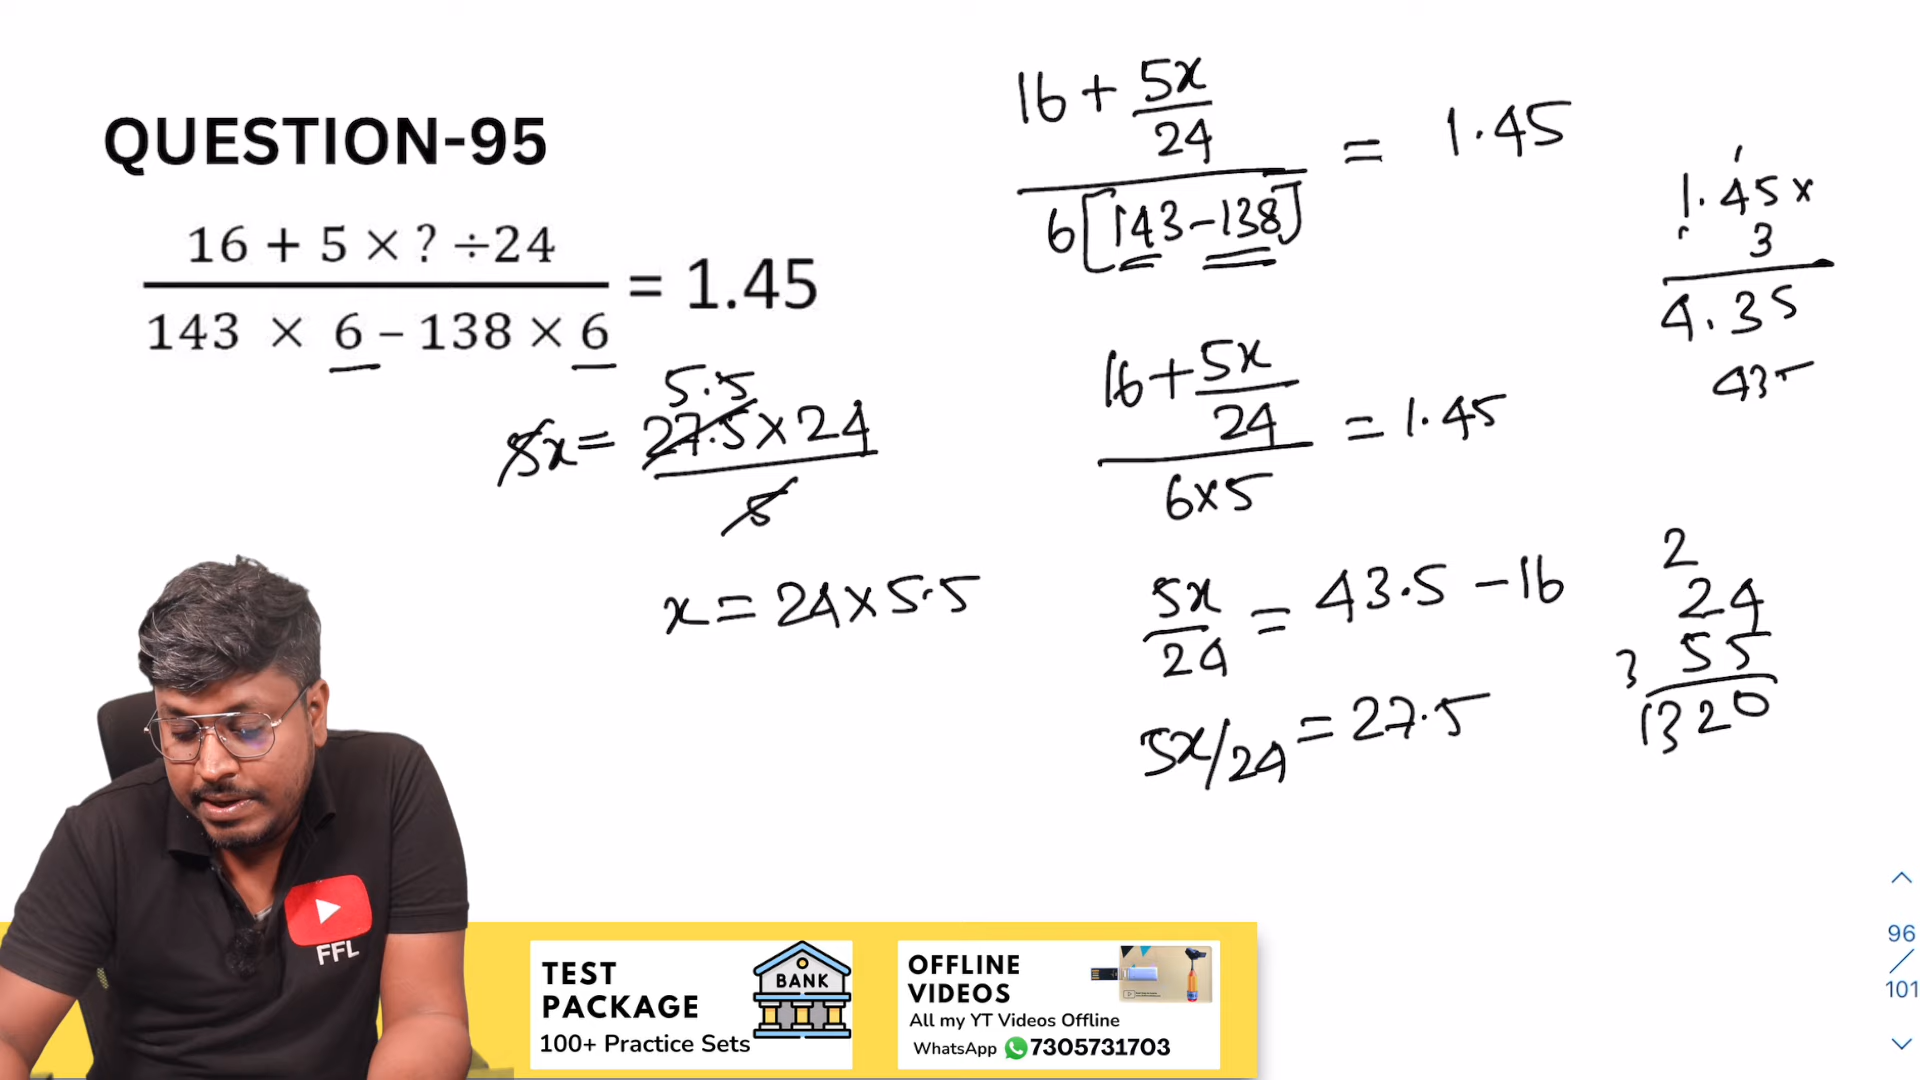 QUESTION-95
16 + 5 × ? ÷24
143 × 6 – 138 × 6
= 1.45
5.5
5x = 27.5 × 24
5
x = 24 × 5.5
16 + 5x
24
6 [143 – 138]
= 1.45
16 + 5x
24
6 × 5
= 1.45
5x
24
= 43.5 – 16
5x/24 = 27.5
1
1.45 ×
3
4.35
435
2
24
3 55
1320
FFL
TEST
PACKAGE
100+ Practice Sets
BANK
OFFLINE
VIDEOS
All my YT Videos Offline
WhatsApp 7305731703
96
/
101